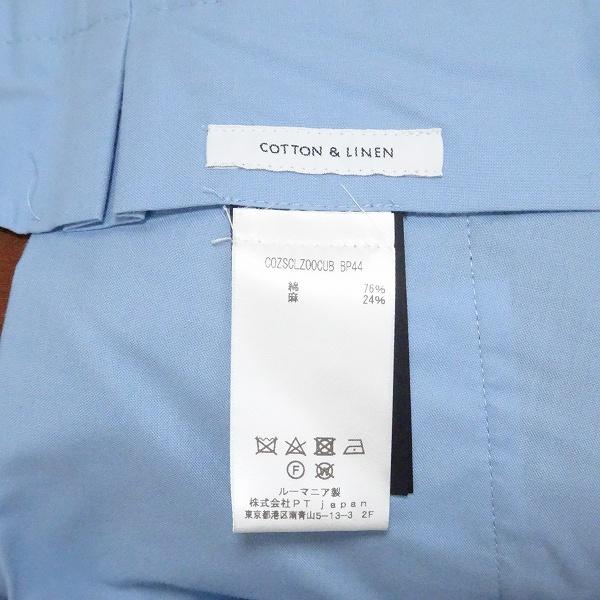 COTTON & LINEN
COZSCLZ00CUB BP44
綿 76%
麻 24%
F W
ルーマニア製
株式会社PT japan
東京都港区南青山5-13-3 2F